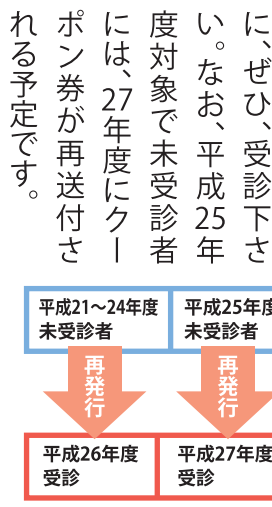 に、ぜひ、受診下さ
い。なお、平成25年
度対象で未受診者
には、27年度にクー
ポン券が再送付さ
れる予定です。
平成21～24年度
未受診者
平成25年度
未受診者
再発行
再発行
平成26年度
受診
平成27年度
受診